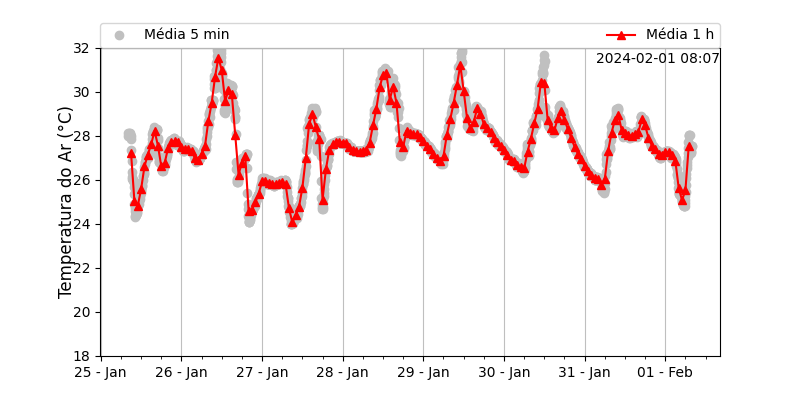 Média 5 min
Média 1 h
2024-02-01 08:07
Temperatura do Ar (°C)
32
30
28
26
24
22
20
18
25 - Jan
26 - Jan
27 - Jan
28 - Jan
29 - Jan
30 - Jan
31 - Jan
01 - Feb